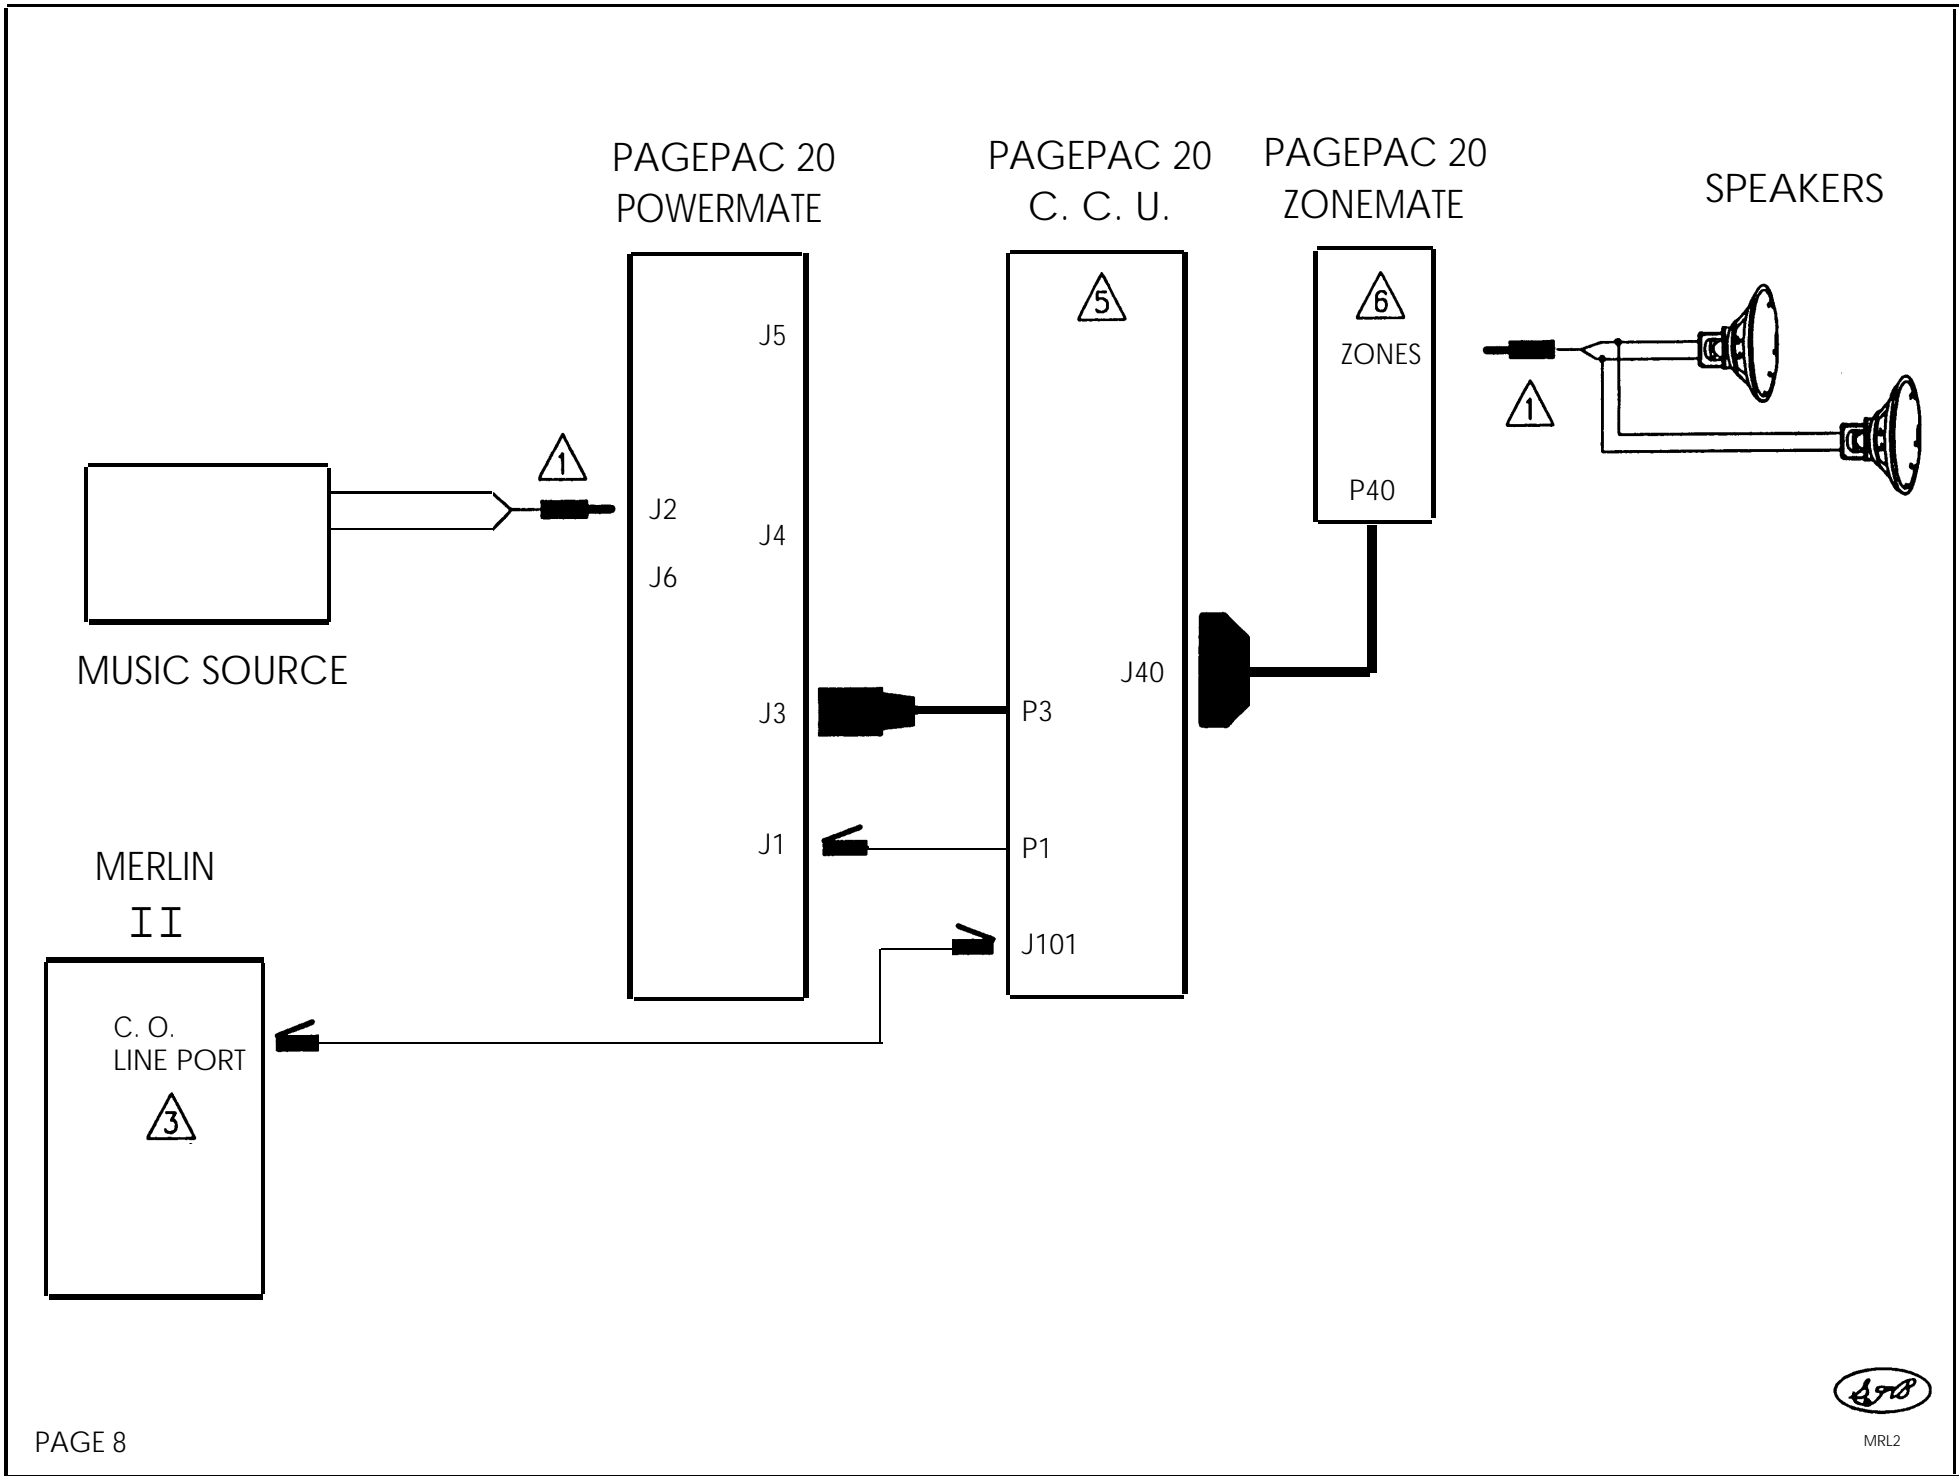 PAGEPAC 20
POWERMATE
PAGEPAC 20
C. C. U.
PAGEPAC 20
ZONEMATE
SPEAKERS
J5
5
6
ZONES
1
1
P40
J2
J4
J6
MUSIC SOURCE
J40
J3
P3
J1
P1
MERLIN
II
J101
C. O.
LINE PORT
3
PAGE 8
MRL2